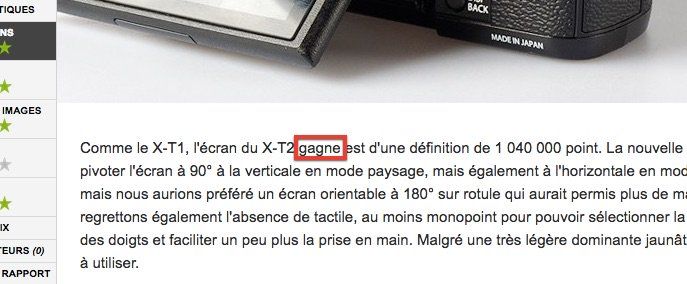 TIQUES
BACK
MADE IN JAPAN
NS
IMAGES
Comme le X-T1, l'écran du X-T2 gagne est d'une définition de 1 040 000 point. La nouvelle
pivoter l'écran à 90° à la verticale en mode paysage, mais également à l'horizontale en mod
mais nous aurions préféré un écran orientable à 180° sur rotule qui aurait permis plus de ma
regrettons également l'absence de tactile, au moins monopoint pour pouvoir sélectionner la
des doigts et faciliter un peu plus la prise en main. Malgré une très légère dominante jaunât
à utiliser.
IX
TEURS (0)
RAPPORT